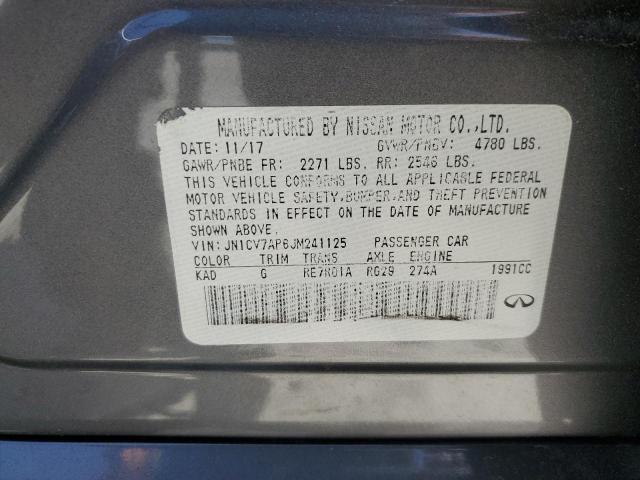 MANUFACTURED BY NISSAN MOTOR CO.,LTD.
DATE: 11/17 GVWR/PNBV: 4780 LBS.
GAWR/PNBE FR: 2271 LBS. RR: 2546 LBS.
THIS VEHICLE CONFORMS TO ALL APPLICABLE FEDERAL
MOTOR VEHICLE SAFETY,BUMPER,AND THEFT PREVENTION
STANDARDS IN EFFECT ON THE DATE OF MANUFACTURE
SHOWN ABOVE.
VIN: JN1CV7AP6JM241125 PASSENGER CAR
COLOR TRIM TRANS AXLE ENGINE
KAD G RE7R01A RG29 274A 1991CC